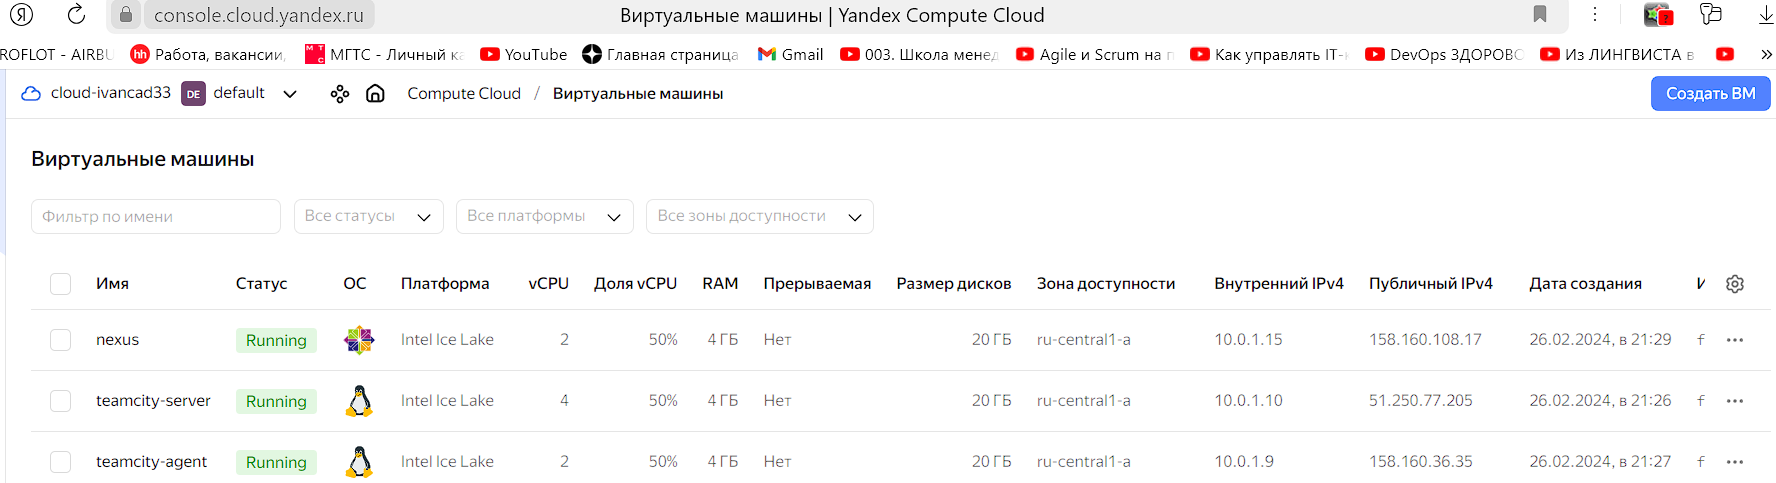 console.cloud.yandex.ru Виртуальные машины | Yandex Compute Cloud
ROFLOT - AIRBU hh Работа, вакансии, МТС МГТС - Личный ка YouTube Главная страница Gmail 003. Школа менед Agile и Scrum на п Как управлять IT-к DevOps ЗДОРОВО Из ЛИНГВИСТА в »
cloud-ivancad33 DE default Compute Cloud / Виртуальные машины Создать ВМ
Виртуальные машины
Фильтр по имени Все статусы Все платформы Все зоны доступности
Имя Статус ОС Платформа vCPU Доля vCPU RAM Прерываемая Размер дисков Зона доступности Внутренний IPv4 Публичный IPv4 Дата создания
nexus Running Intel Ice Lake 2 50% 4 ГБ Нет 20 ГБ ru-central1-a 10.0.1.15 158.160.108.17 26.02.2024, в 21:29 f
teamcity-server Running Intel Ice Lake 4 50% 4 ГБ Нет 20 ГБ ru-central1-a 10.0.1.10 51.250.77.205 26.02.2024, в 21:26 f
teamcity-agent Running Intel Ice Lake 2 50% 4 ГБ Нет 20 ГБ ru-central1-a 10.0.1.9 158.160.36.35 26.02.2024, в 21:27 f